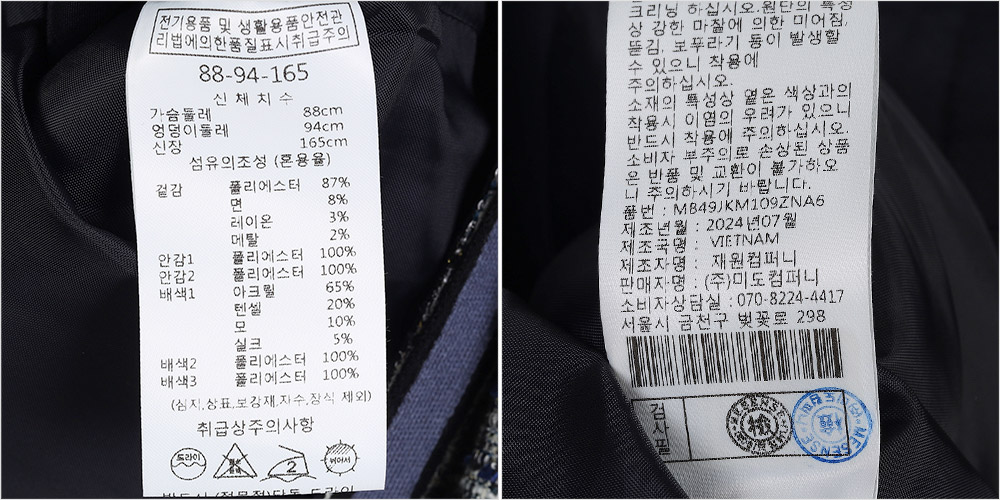 전기용품 및 생활용품안전관
리법에의한품질표시취급주의
88-94-165
신 체 치 수
가슴둘레 88cm
엉덩이둘레 94cm
신장 165cm
섬유의조성 (혼용율)
겉감 폴리에스터 87%
면 8%
레이온 3%
메탈 2%
안감1 폴리에스터 100%
안감2 폴리에스터 100%
배색1 아크릴 65%
텐셀 20%
모 10%
실크 5%
배색2 폴리에스터 100%
배색3 폴리에스터 100%
(심지,상표,보강재,자수,장식 제외)
취급상주의사항
드라이
2
크리닝 하십시오.원단의 특성
상 강한 마찰에 의한 미어짐,
뜯김, 보푸라기 등이 발생할
수 있으니 착용에
주의하십시오.
소재의 특성상 옅은 색상과의
착용시 이염의 우려가 있으니
반드시 착용에 주의하십시오.
소비자 부주의로 손상된 상품
은 반품 및 교환이 불가하오
니 주의하시기 바랍니다.
품번 : MB49JKM109ZNA6
제조년월 : 2024년07월
제조국명 : VIETNAM
제조자명 : 재원컴퍼니
판매자명 : (주)미도컴퍼니
소비자상담실 : 070-8224-4417
서울시 금천구 벚꽃로 298
검사필